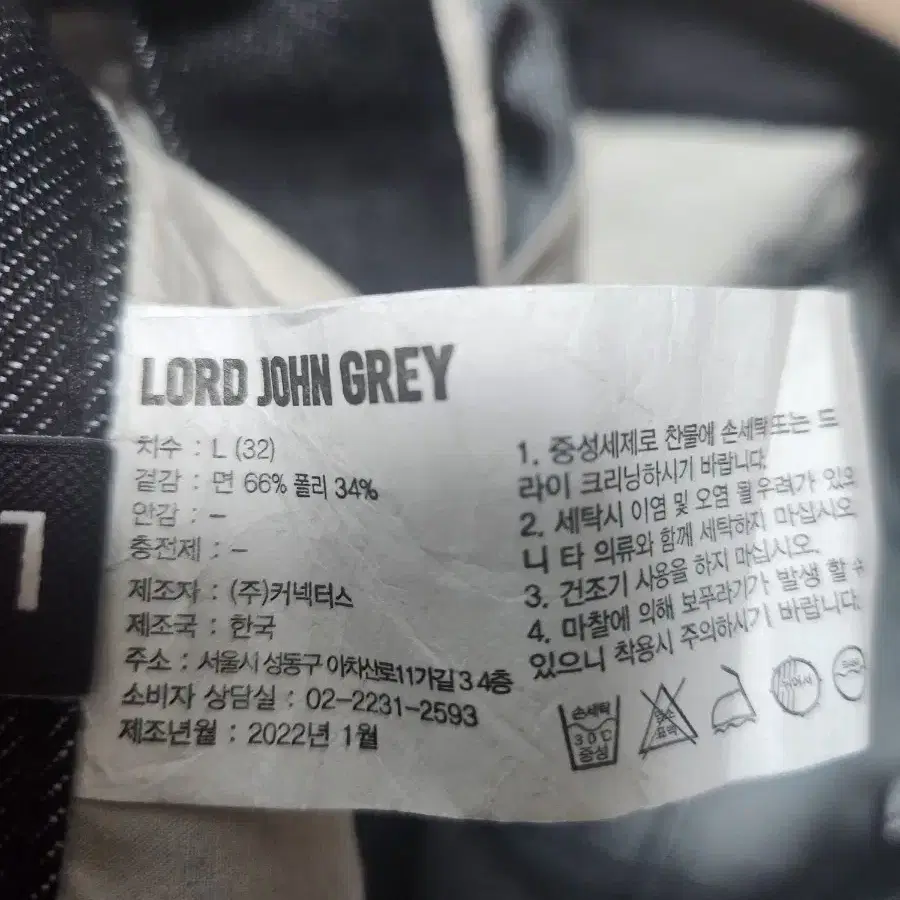 LORD JOHN GREY
치수 : L (32)
겉감 : 면 66% 폴리 34%
안감 : –
충전제 : –
제조자 : (주)커넥터스
제조국 : 한국
주소 : 서울시 성동구 아차산로11가길 3 4층
소비자 상담실 : 02-2231-2593
제조년월 : 2022년 1월
1. 중성세제로 찬물에 손세탁또는 드
라이 크리닝하시기 바랍니다.
2. 세탁시 이염 및 오염 될 우려가 있으
니 타 의류와 함께 세탁하지 마십시오
3. 건조기 사용을 하지 마십시오.
4. 마찰에 의해 보푸라기가 발생 할 수
있으니 착용시 주의하시기 바랍니다.
손세탁
30℃
중성
L